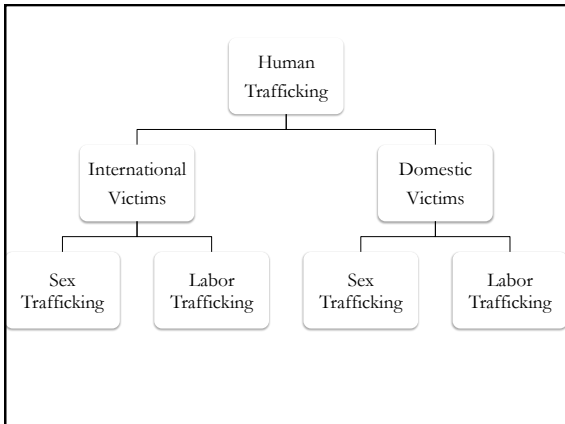 Human
Trafficking
International
Victims
Domestic
Victims
Sex
Trafficking
Labor
Trafficking
Sex
Trafficking
Labor
Trafficking